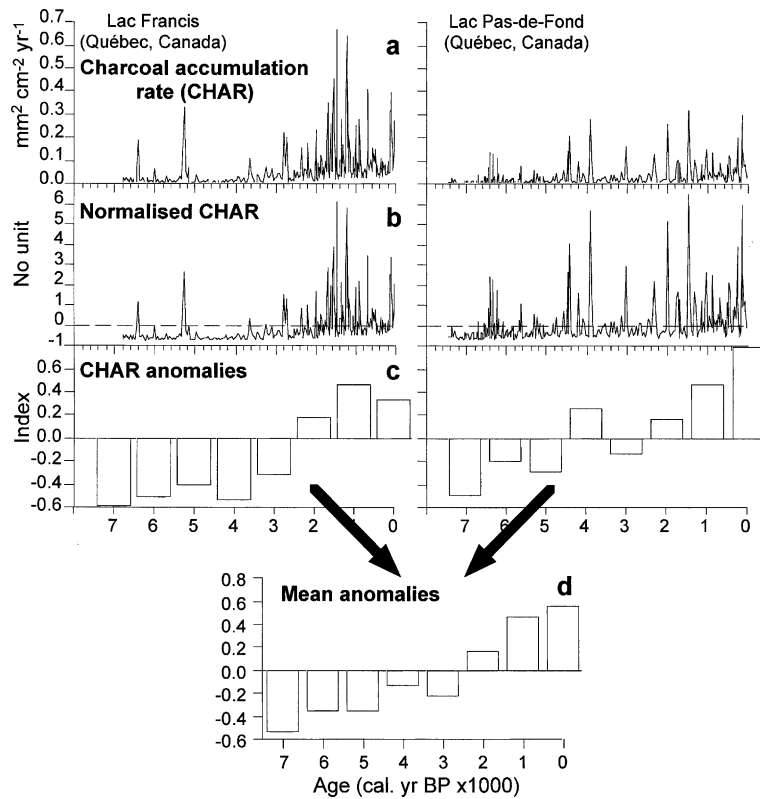 Lac Francis
(Québec, Canada)
Lac Pas-de-Fond
(Québec, Canada)
a
Charcoal accumulation
rate (CHAR)
mm² cm⁻² yr⁻¹
0.7
0.6
0.5
0.4
0.3
0.2
0.1
0.0
Normalised CHAR
b
No unit
6
5
4
3
2
1
0
-1
CHAR anomalies
c
Index
0.6
0.4
0.2
0.0
-0.2
-0.4
-0.6
7 6 5 4 3 2 1 0
7 6 5 4 3 2 1 0
Mean anomalies
d
0.8
0.6
0.4
0.2
0.0
-0.2
-0.4
-0.6
7 6 5 4 3 2 1 0
Age (cal. yr BP x1000)